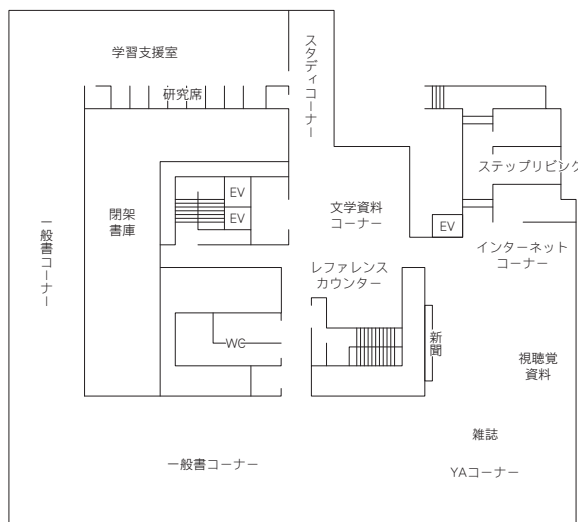 学習支援室
スタディコーナー
研究席
ステップリビング
EV
EV
閉架
書庫
文学資料
コーナー
EV
一般書コーナー
インターネット
コーナー
レファレンス
カウンター
WC
新聞
視聴覚
資料
雑誌
一般書コーナー
YAコーナー